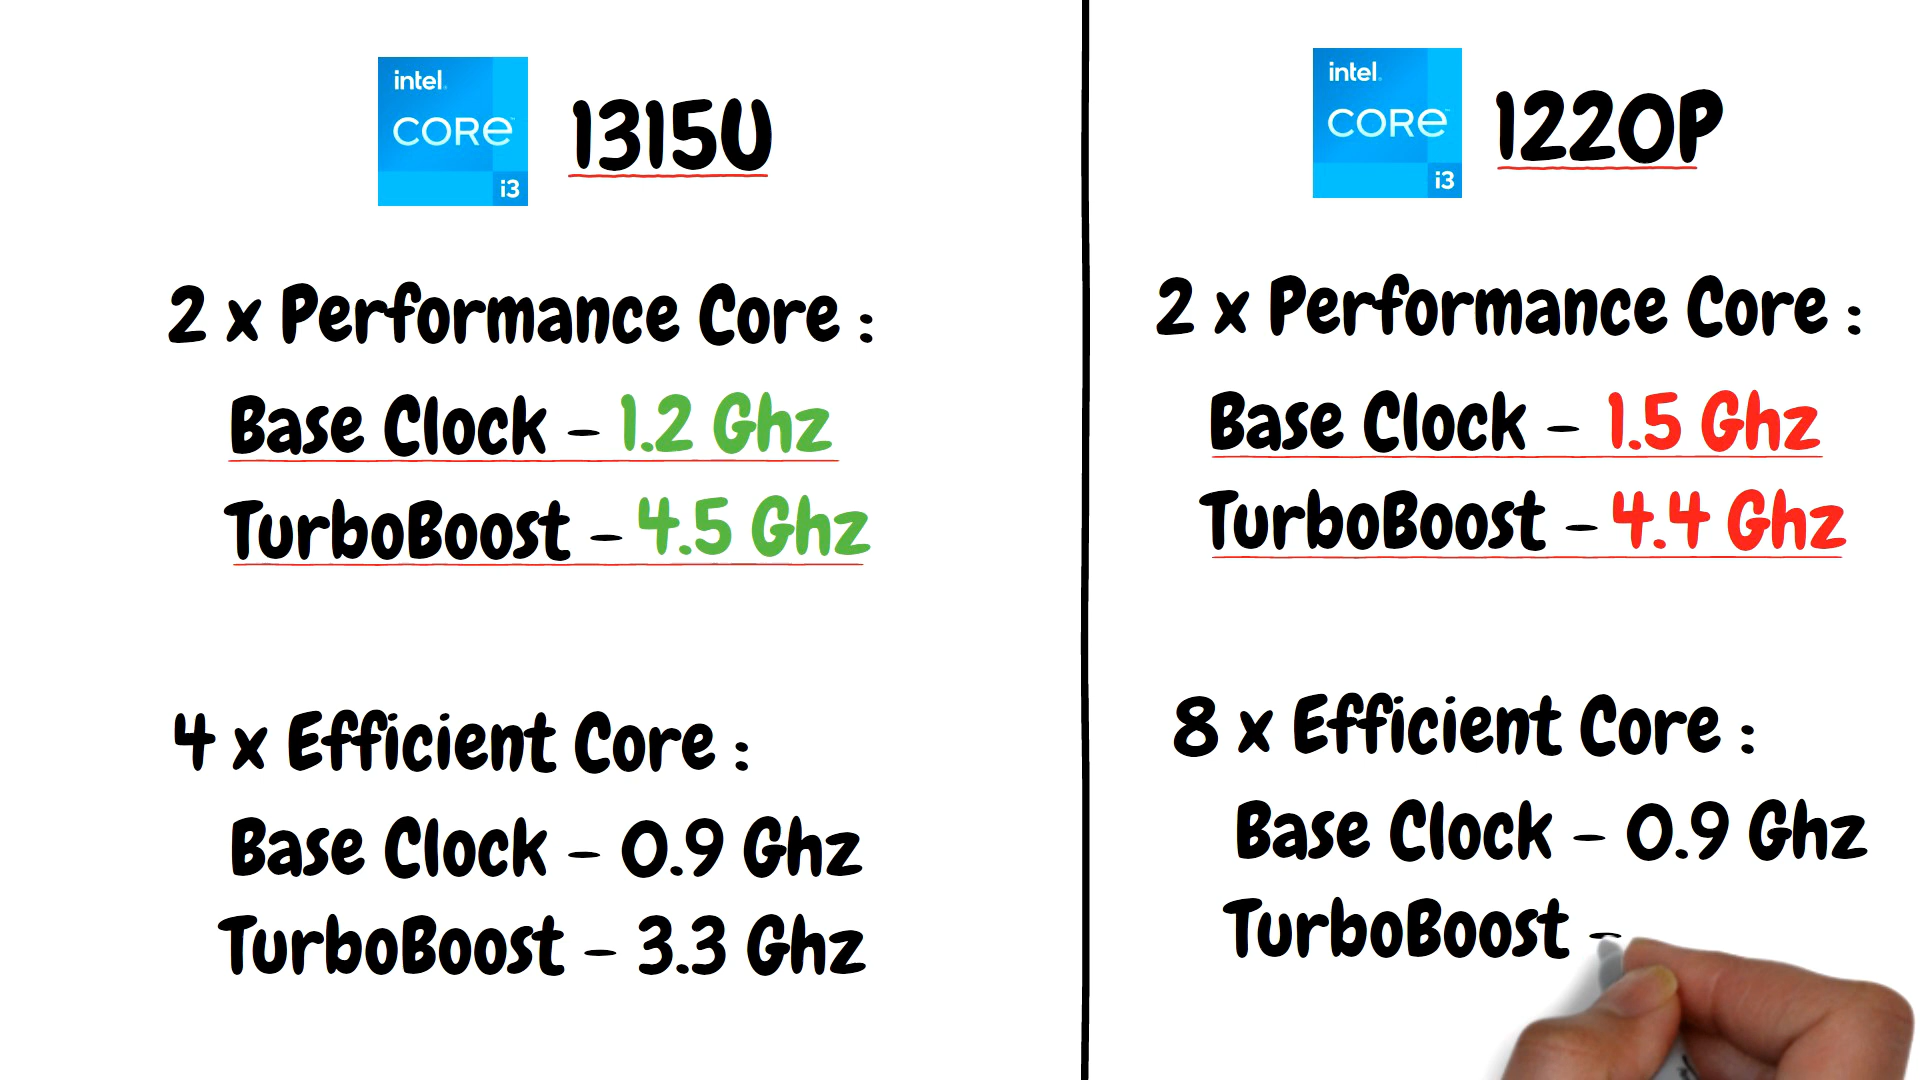 intel.
CORE™
i3
1315U
2 x Performance Core :
Base Clock - 1.2 Ghz
TurboBoost - 4.5 Ghz
4 x Efficient Core :
Base Clock - 0.9 Ghz
TurboBoost - 3.3 Ghz
intel.
CORE™
i3
1220P
2 x Performance Core :
Base Clock - 1.5 Ghz
TurboBoost - 4.4 Ghz
8 x Efficient Core :
Base Clock - 0.9 Ghz
TurboBoost -